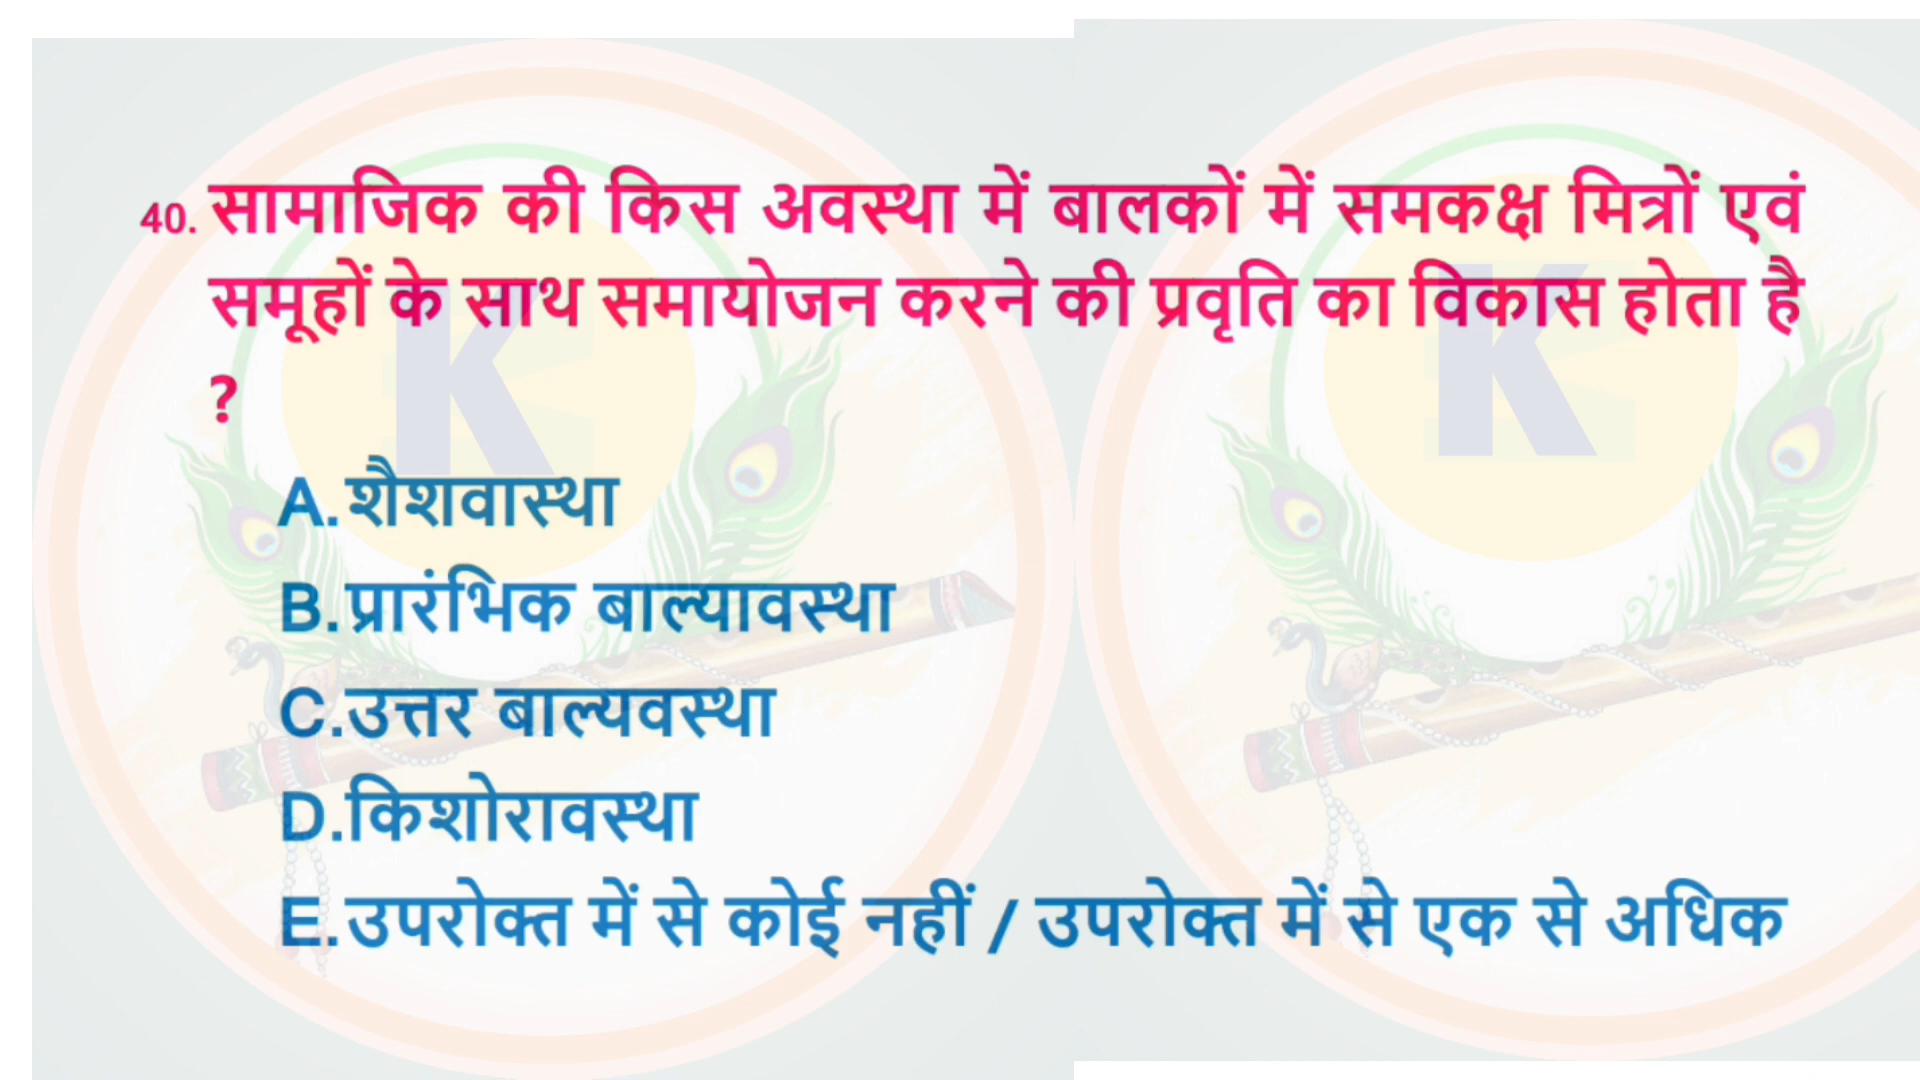 40. सामाजिक की किस अवस्था में बालकों में समकक्ष मित्रों एवं
समूहों के साथ समायोजन करने की प्रवृति का विकास होता है
?
A.शैशवास्था
B.प्रारंभिक बाल्यावस्था
C.उत्तर बाल्यवस्था
D.किशोरावस्था
E.उपरोक्त में से कोई नहीं / उपरोक्त में से एक से अधिक
K
K